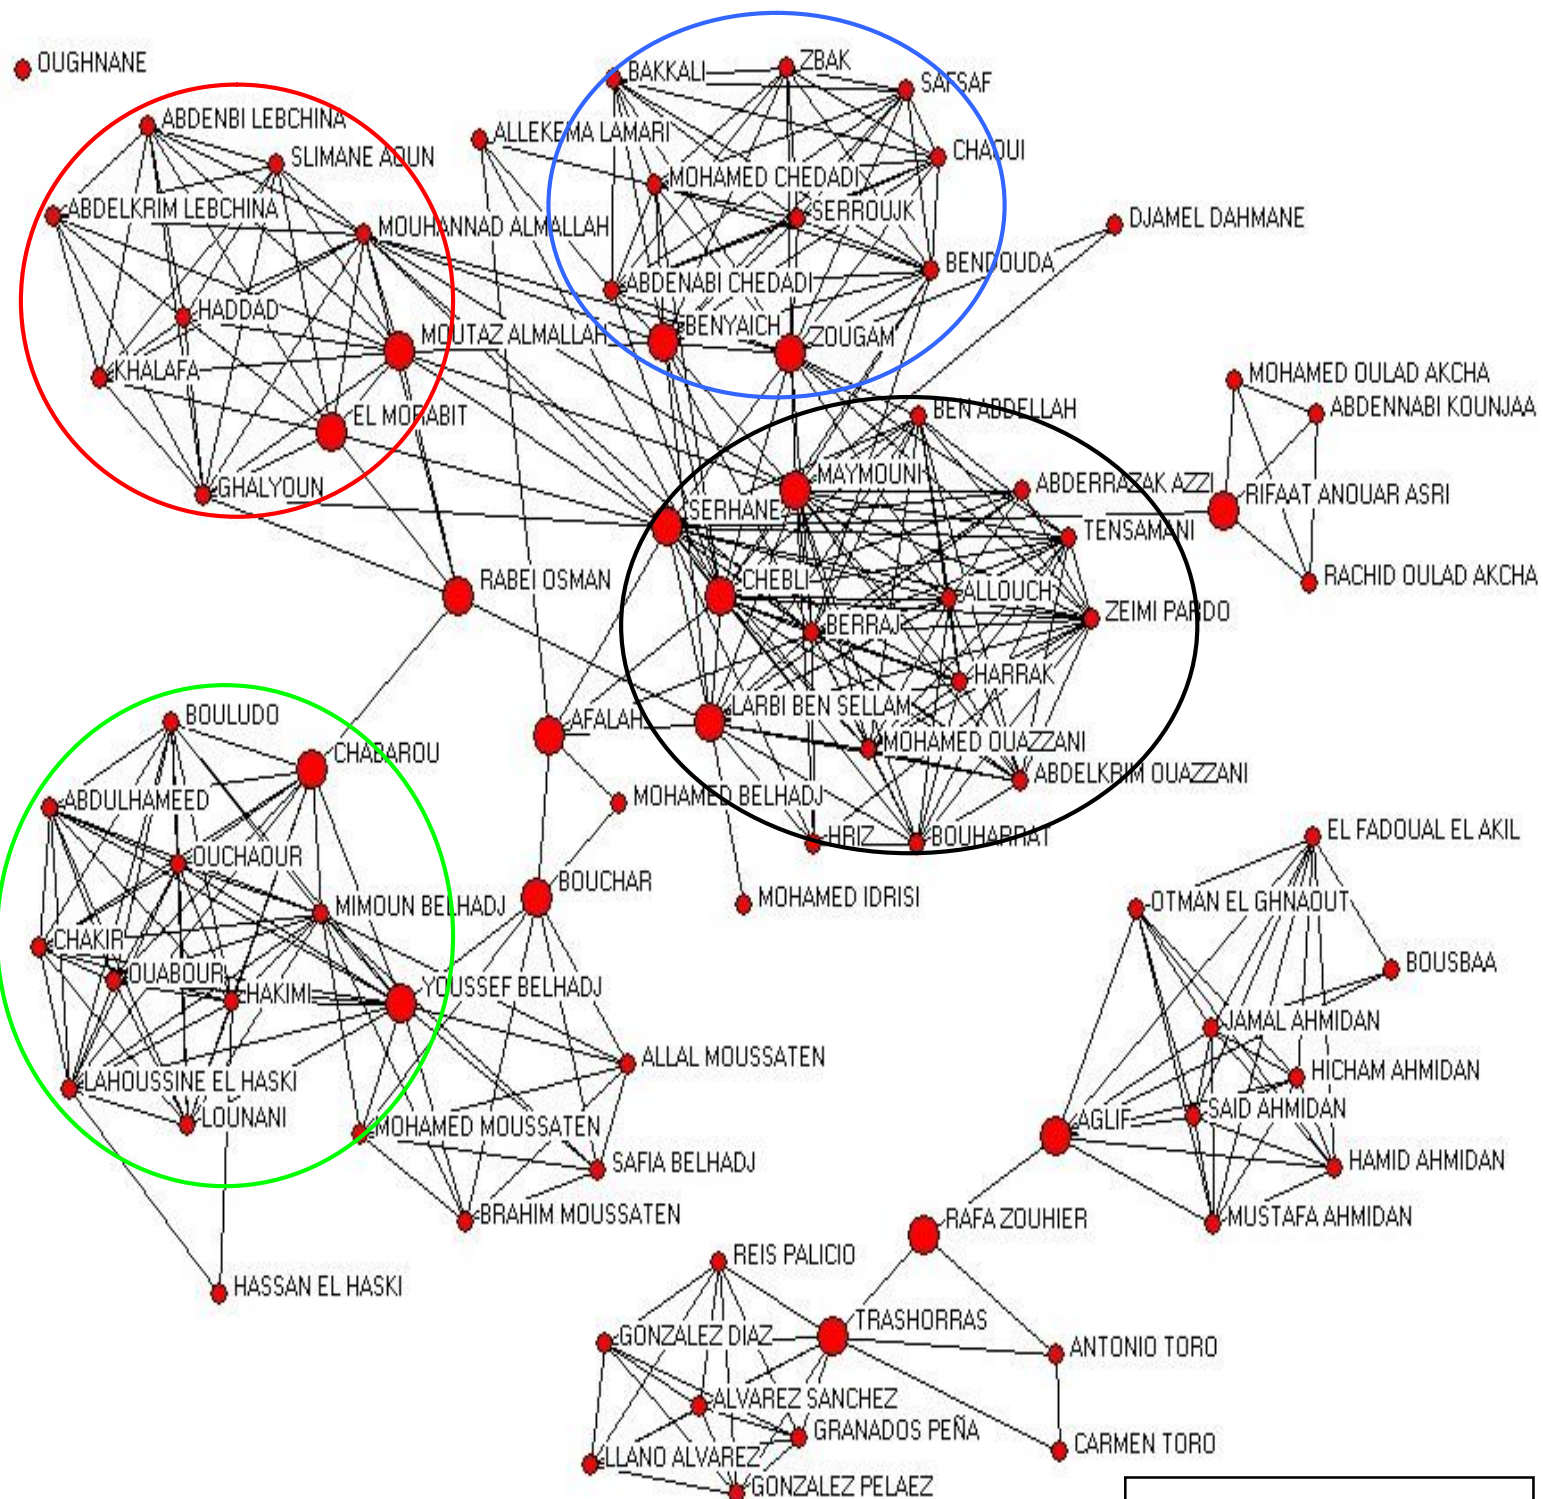 OUGHNANE
BAKKALI
ZBAK
SAFSAF
ABDENBI LEBCHINA
ALLEKEMA LAMARI
SLIMANE AOUN
CHAOUI
MOHAMED CHEDADI
ABDELKRIM LEBCHINA
MOUHANNAD ALMALLAH
SERROUJK
DJAMEL DAHMANE
BENDOUDA
ABDENABI CHEDADI
HADDAD
MOUTAZ ALMALLAH
BENYAICH
ZOUGAM
KHALAFA
MOHAMED OULAD AKCHA
EL MORABIT
BEN ABDELLAH
ABDENNABI KOUNJAA
MAYMOUNI
GHALYOUN
ABDERRAZAK AZZI
RIFAAT ANOUAR ASRI
SERHANE
TENSAMANI
RABEI OSMAN
CHEBLI
ALLOUCH
RACHID OULAD AKCHA
BERRAJ
ZEIMI PARDO
HARRAK
LARBI BEN SELLAM
BOULUDO
AFALAH
CHABAROU
MOHAMED OUAZZANI
ABDELKRIM OUAZZANI
ABDULHAMEED
MOHAMED BELHADJ
HRIZ
BOUHARRAT
EL FADOUAL EL AKIL
OUCHAOUR
BOUCHAR
MIMOUN BELHADJ
MOHAMED IDRISI
OTMAN EL GHNAOUT
CHAKIR
BOUSBAA
OUABOUR
HAKIMI
YOUSSEF BELHADJ
JAMAL AHMIDAN
ALLAL MOUSSATEN
HICHAM AHMIDAN
LAHOUSSINE EL HASKI
SAID AHMIDAN
AGLIF
LOUNANI
MOHAMED MOUSSATEN
SAFIA BELHADJ
HAMID AHMIDAN
BRAHIM MOUSSATEN
RAFA ZOUHIER
MUSTAFA AHMIDAN
REIS PALICIO
HASSAN EL HASKI
TRASHORRAS
GONZALEZ DIAZ
ANTONIO TORO
ALVAREZ SANCHEZ
GRANADOS PEÑA
CARMEN TORO
LLANO ALVAREZ
GONZALEZ PELAEZ